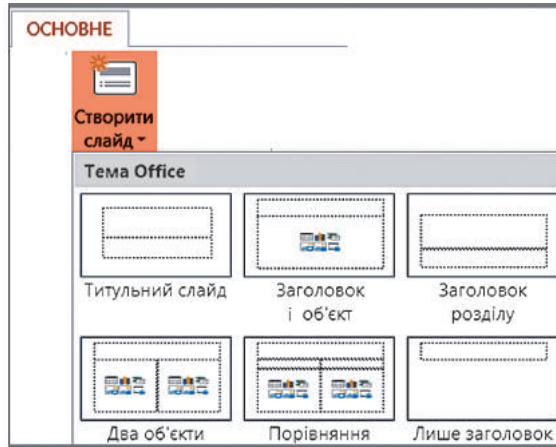 ОСНОВНЕ
Створити
слайд
Тема Office
Титульний слайд
Заголовок
і об'єкт
Заголовок
розділу
Два об'єкти
Порівняння
Лише заголовок